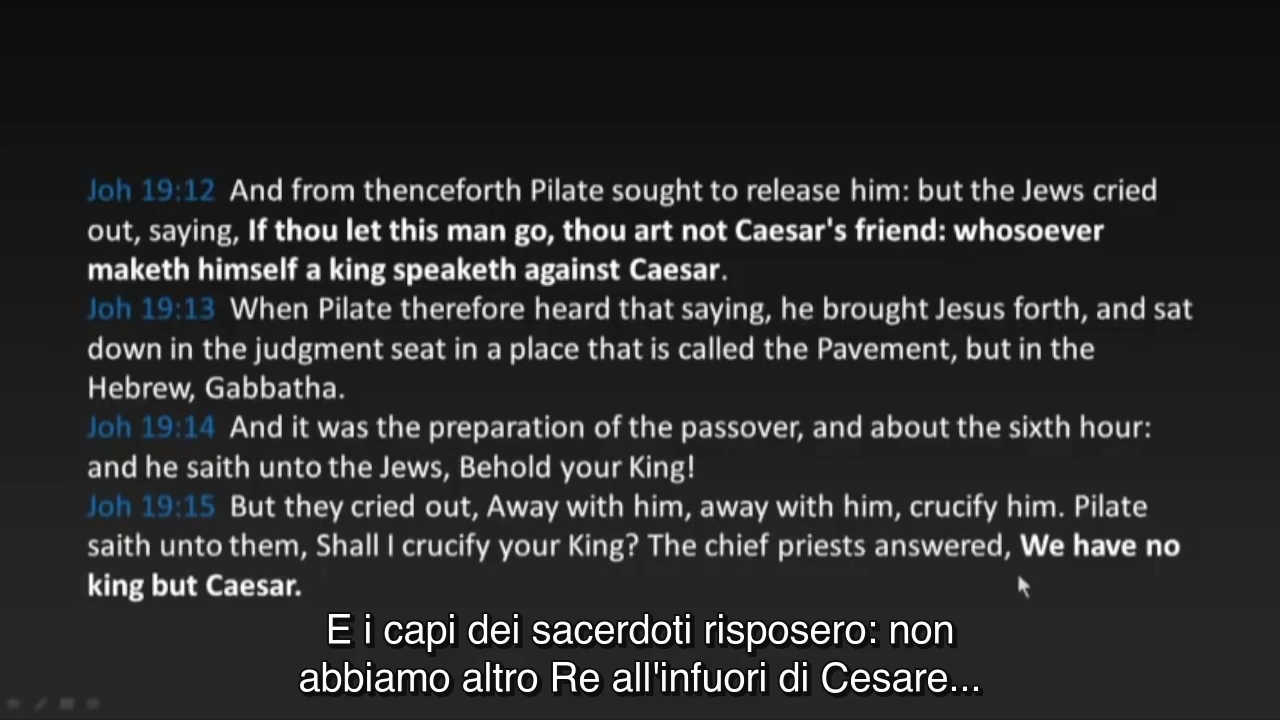 Joh 19:12 And from thenceforth Pilate sought to release him: but the Jews cried
out, saying, If thou let this man go, thou art not Caesar's friend: whosoever
maketh himself a king speaketh against Caesar.
Joh 19:13 When Pilate therefore heard that saying, he brought Jesus forth, and sat
down in the judgment seat in a place that is called the Pavement, but in the
Hebrew, Gabbatha.
Joh 19:14 And it was the preparation of the passover, and about the sixth hour:
and he saith unto the Jews, Behold your King!
Joh 19:15 But they cried out, Away with him, away with him, crucify him. Pilate
saith unto them, Shall I crucify your King? The chief priests answered, We have no
king but Caesar.
E i capi dei sacerdoti risposero: non
abbiamo altro Re all'infuori di Cesare...